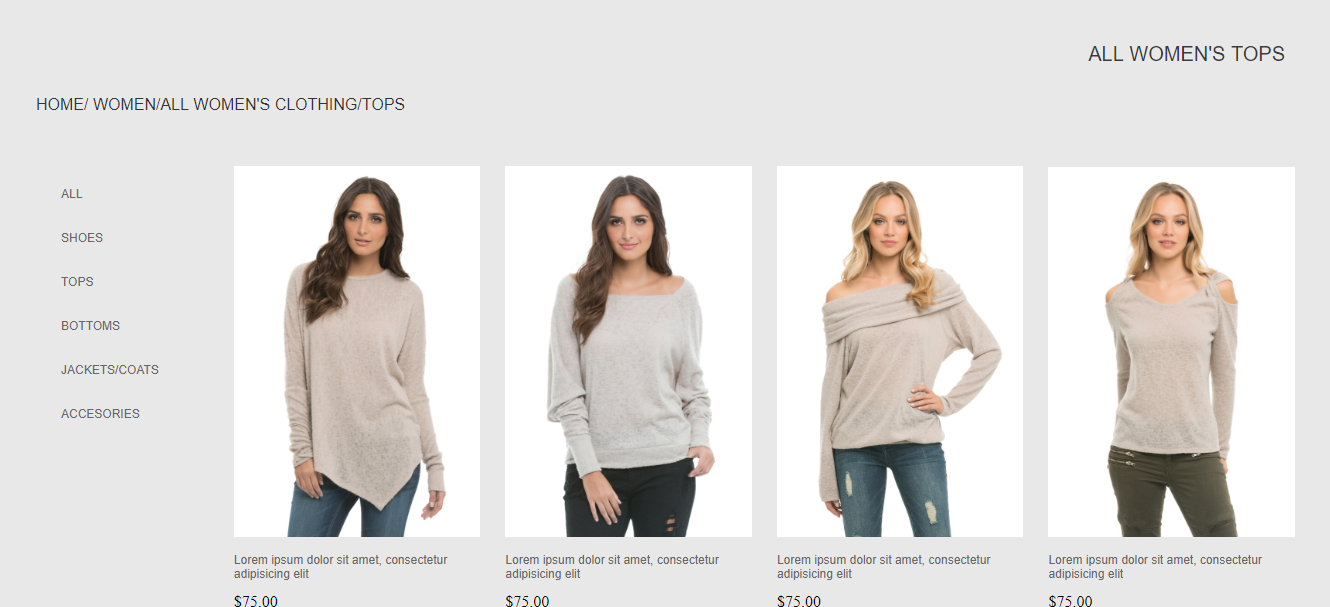 ALL WOMEN'S TOPS
HOME/ WOMEN/ALL WOMEN'S CLOTHING/TOPS
ALL
SHOES
TOPS
BOTTOMS
JACKETS/COATS
ACCESORIES
Lorem ipsum dolor sit amet, consectetur
adipisicing elit
$75.00
Lorem ipsum dolor sit amet, consectetur
adipisicing elit
$75.00
Lorem ipsum dolor sit amet, consectetur
adipisicing elit
$75.00
Lorem ipsum dolor sit amet, consectetur
adipisicing elit
$75.00